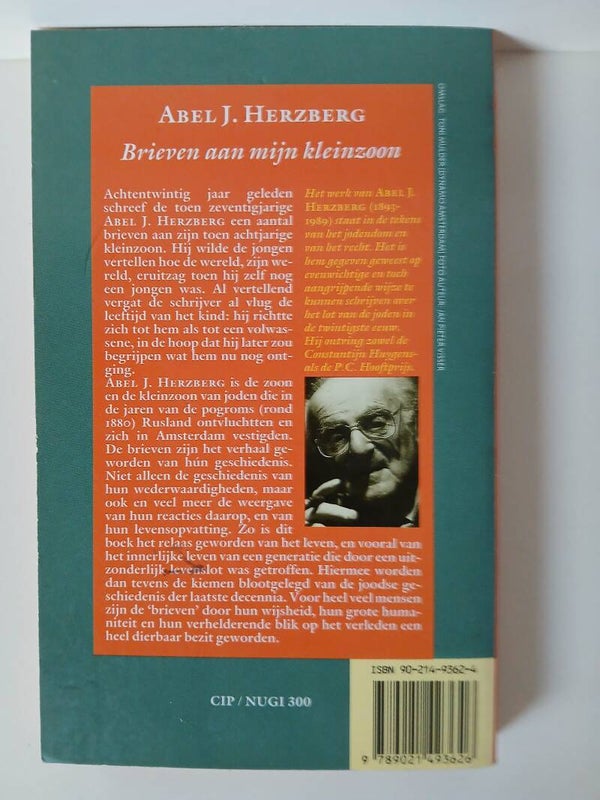 ABEL J. HERZBERG
Brieven aan mijn kleinzoon
Achtentwintig jaar geleden
schreef de toen zeventigjarige
ABEL J. HERZBERG een aantal
brieven aan zijn toen achtjarige
kleinzoon. Hij wilde de jongen
vertellen hoe de wereld, zijn we-
reld, eruitzag toen hij zelf nog
een jongen was. Al vertellend
vergat de schrijver al vlug de
leeftijd van het kind: hij richtte
zich tot hem als tot een volwas-
sene, in de hoop dat hij later zou
begrijpen wat hem nu nog ont-
ging.
ABEL J. HERZBERG is de zoon
en de kleinzoon van joden die in
de jaren van de pogroms (rond
1880) Rusland ontvluchtten en
zich in Amsterdam vestigden.
De brieven zijn het verhaal ge-
worden van hún geschiedenis.
Niet alleen de geschiedenis van
hun wederwaardigheden, maar
ook en veel meer de weergave
van hun reacties daarop, en van
hun levensopvatting. Zo is dit
boek het relaas geworden van het leven, en vooral van
het innerlijke leven van een generatie die door een uit-
zonderlijk levenslot was getroffen. Hiermee worden
dan tevens de kiemen blootgelegd van de joodse ge-
schiedenis der laatste decennia. Voor heel veel mensen
zijn de ‘brieven’ door hun wijsheid, hun grote huma-
niteit en hun verhelderende blik op het verleden een
heel dierbaar bezit geworden.
Het werk van ABEL J.
HERZBERG (1893-
1989) staat in de tekens
van het jodendom en
van het recht. Het is
hem gegeven geweest op
evenwichtige en toch
aangrijpende wijze te
kunnen schrijven over
het lot van de joden in
de twintigste eeuw.
Hij ontving zowel de
Constantijn Huygens-
als de P.C. Hooftprijs.
OMSLAG: TONI MULDER (DYNAMO) AMSTERDAM) FOTO AUTEUR: JAN PIETER VISSER
CIP / NUGI 300
ISBN 90-214-9362-4
9 789021 493626